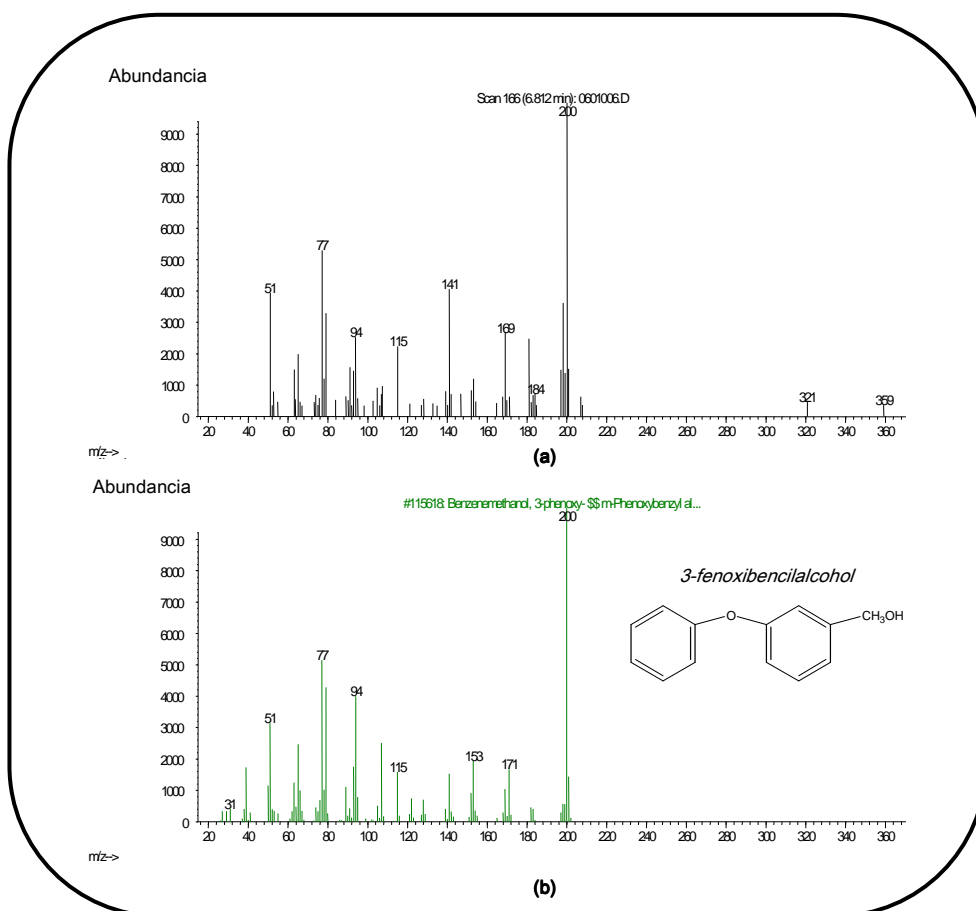 Abundancia
Scan 166 (6.812 min): 0601006.D
200
9000
8000
7000
6000
5000
4000
3000
2000
1000
0
77
51
141
94
169
115
184
321
359
20 40 60 80 100 120 140 160 180 200 220 240 260 280 300 320 340 360
m/z-->
(a)
Abundancia
#115618: Benzenemethanol, 3-phenoxy- $$ m-Phenoxybenzyl al...
200
9000
8000
7000
6000
5000
4000
3000
2000
1000
0
3-fenoxibencilalcohol
O
CH3OH
77
94
51
153
171
115
31
20 40 60 80 100 120 140 160 180 200 220 240 260 280 300 320 340 360
m/z-->
(b)